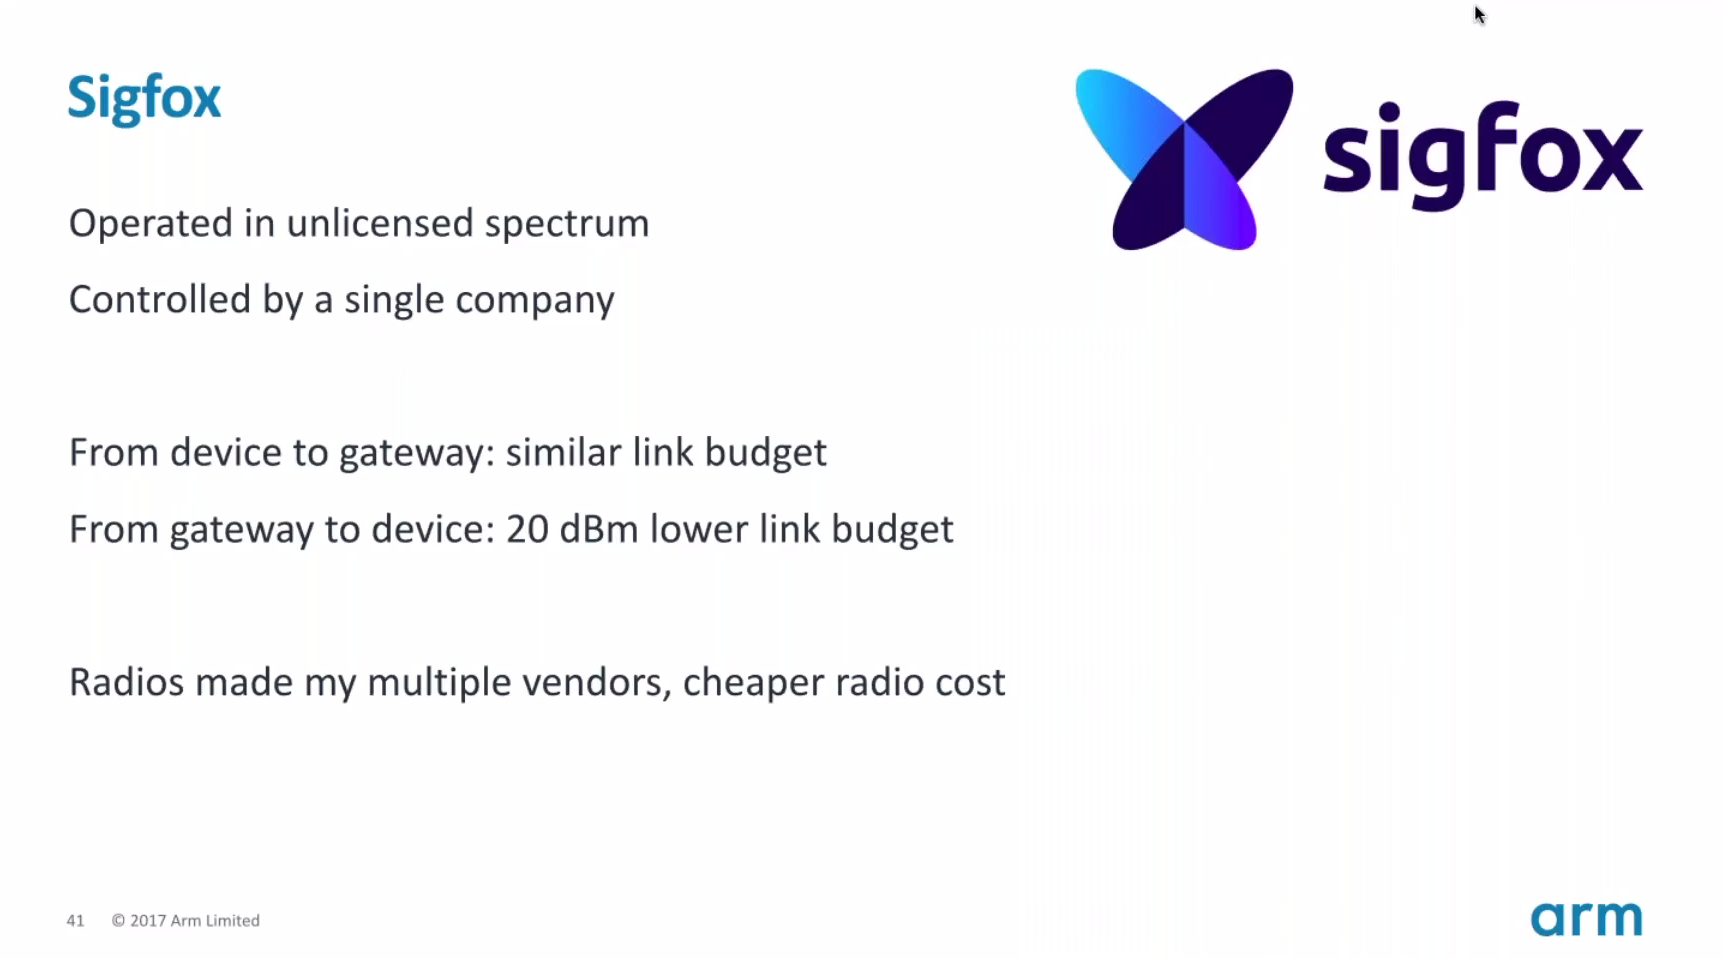 Sigfox
sigfox
Operated in unlicensed spectrum
Controlled by a single company
From device to gateway: similar link budget
From gateway to device: 20 dBm lower link budget
Radios made my multiple vendors, cheaper radio cost
41 © 2017 Arm Limited
arm